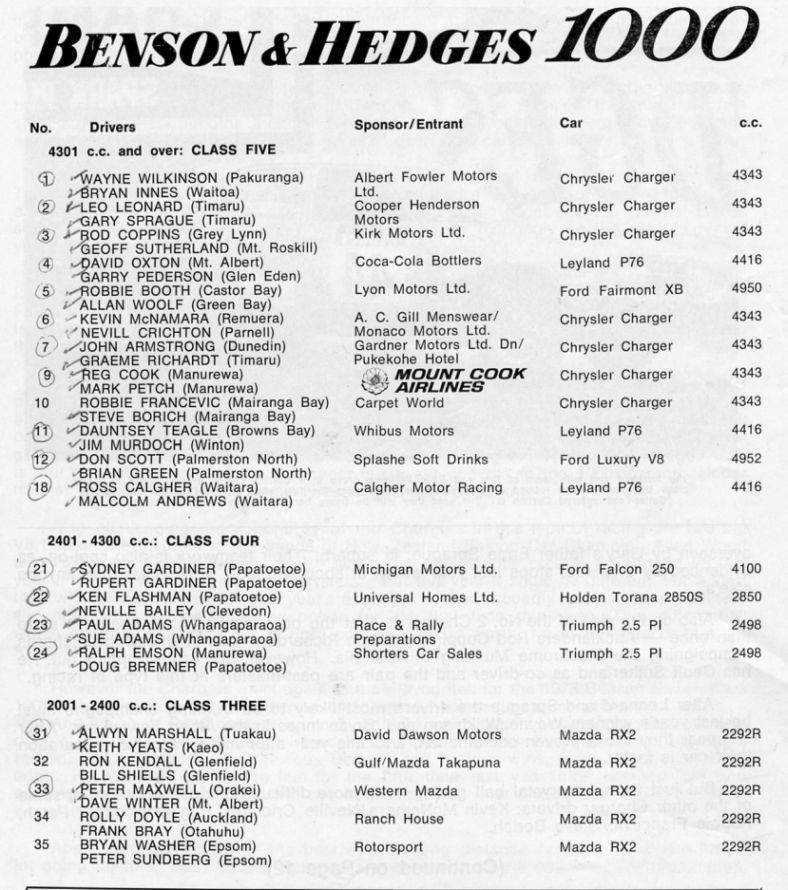 BENSON & HEDGES 1000
No. Drivers Sponsor/Entrant Car c.c.
4301 c.c. and over: CLASS FIVE
1 WAYNE WILKINSON (Pakuranga) Albert Fowler Motors Chrysler Charger 4343
BRYAN INNES (Waitoa) Ltd.
2 LEO LEONARD (Timaru) Cooper Henderson Chrysler Charger 4343
GARY SPRAGUE (Timaru) Motors
3 ROD COPPINS (Grey Lynn) Kirk Motors Ltd. Chrysler Charger 4343
GEOFF SUTHERLAND (Mt. Roskill)
4 DAVID OXTON (Mt. Albert) Coca-Cola Bottlers Leyland P76 4416
GARRY PEDERSON (Glen Eden)
5 ROBBIE BOOTH (Castor Bay) Lyon Motors Ltd. Ford Fairmont XB 4950
ALLAN WOOLF (Green Bay)
6 KEVIN McNAMARA (Remuera) A. C. Gill Menswear/ Chrysler Charger 4343
NEVILL CRICHTON (Parnell) Monaco Motors Ltd.
7 JOHN ARMSTRONG (Dunedin) Gardner Motors Ltd. Dn/ Chrysler Charger 4343
GRAEME RICHARDT (Timaru) Pukekohe Hotel
9 REG COOK (Manurewa) MOUNT COOK Chrysler Charger 4343
MARK PETCH (Manurewa) AIRLINES
10 ROBBIE FRANCEVIC (Mairanga Bay) Carpet World Chrysler Charger 4343
STEVE BORICH (Mairanga Bay)
11 DAUNTSEY TEAGLE (Browns Bay) Whibus Motors Leyland P76 4416
JIM MURDOCH (Winton)
12 DON SCOTT (Palmerston North) Splashe Soft Drinks Ford Luxury V8 4952
BRIAN GREEN (Palmerston North)
18 ROSS CALGHER (Waitara) Calgher Motor Racing Leyland P76 4416
MALCOLM ANDREWS (Waitara)
2401 - 4300 c.c.: CLASS FOUR
21 SYDNEY GARDINER (Papatoetoe) Michigan Motors Ltd. Ford Falcon 250 4100
RUPERT GARDINER (Papatoetoe)
22 KEN FLASHMAN (Papatoetoe) Universal Homes Ltd. Holden Torana 2850S 2850
NEVILLE BAILEY (Clevedon)
23 PAUL ADAMS (Whangaparaoa) Race & Rally Triumph 2.5 PI 2498
SUE ADAMS (Whangaparaoa) Preparations
24 RALPH EMSON (Manurewa) Shorters Car Sales Triumph 2.5 PI 2498
DOUG BREMNER (Papatoetoe)
2001 - 2400 c.c.: CLASS THREE
31 ALWYN MARSHALL (Tuakau) David Dawson Motors Mazda RX2 2292R
KEITH YEATS (Kaeo)
32 RON KENDALL (Glenfield) Gulf/Mazda Takapuna Mazda RX2 2292R
BILL SHIELLS (Glenfield)
33 PETER MAXWELL (Orakei) Western Mazda Mazda RX2 2292R
DAVE WINTER (Mt. Albert)
34 ROLLY DOYLE (Auckland) Ranch House Mazda RX2 2292R
FRANK BRAY (Otahuhu)
35 BRYAN WASHER (Epsom) Rotorsport Mazda RX2 2292R
PETER SUNDBERG (Epsom)